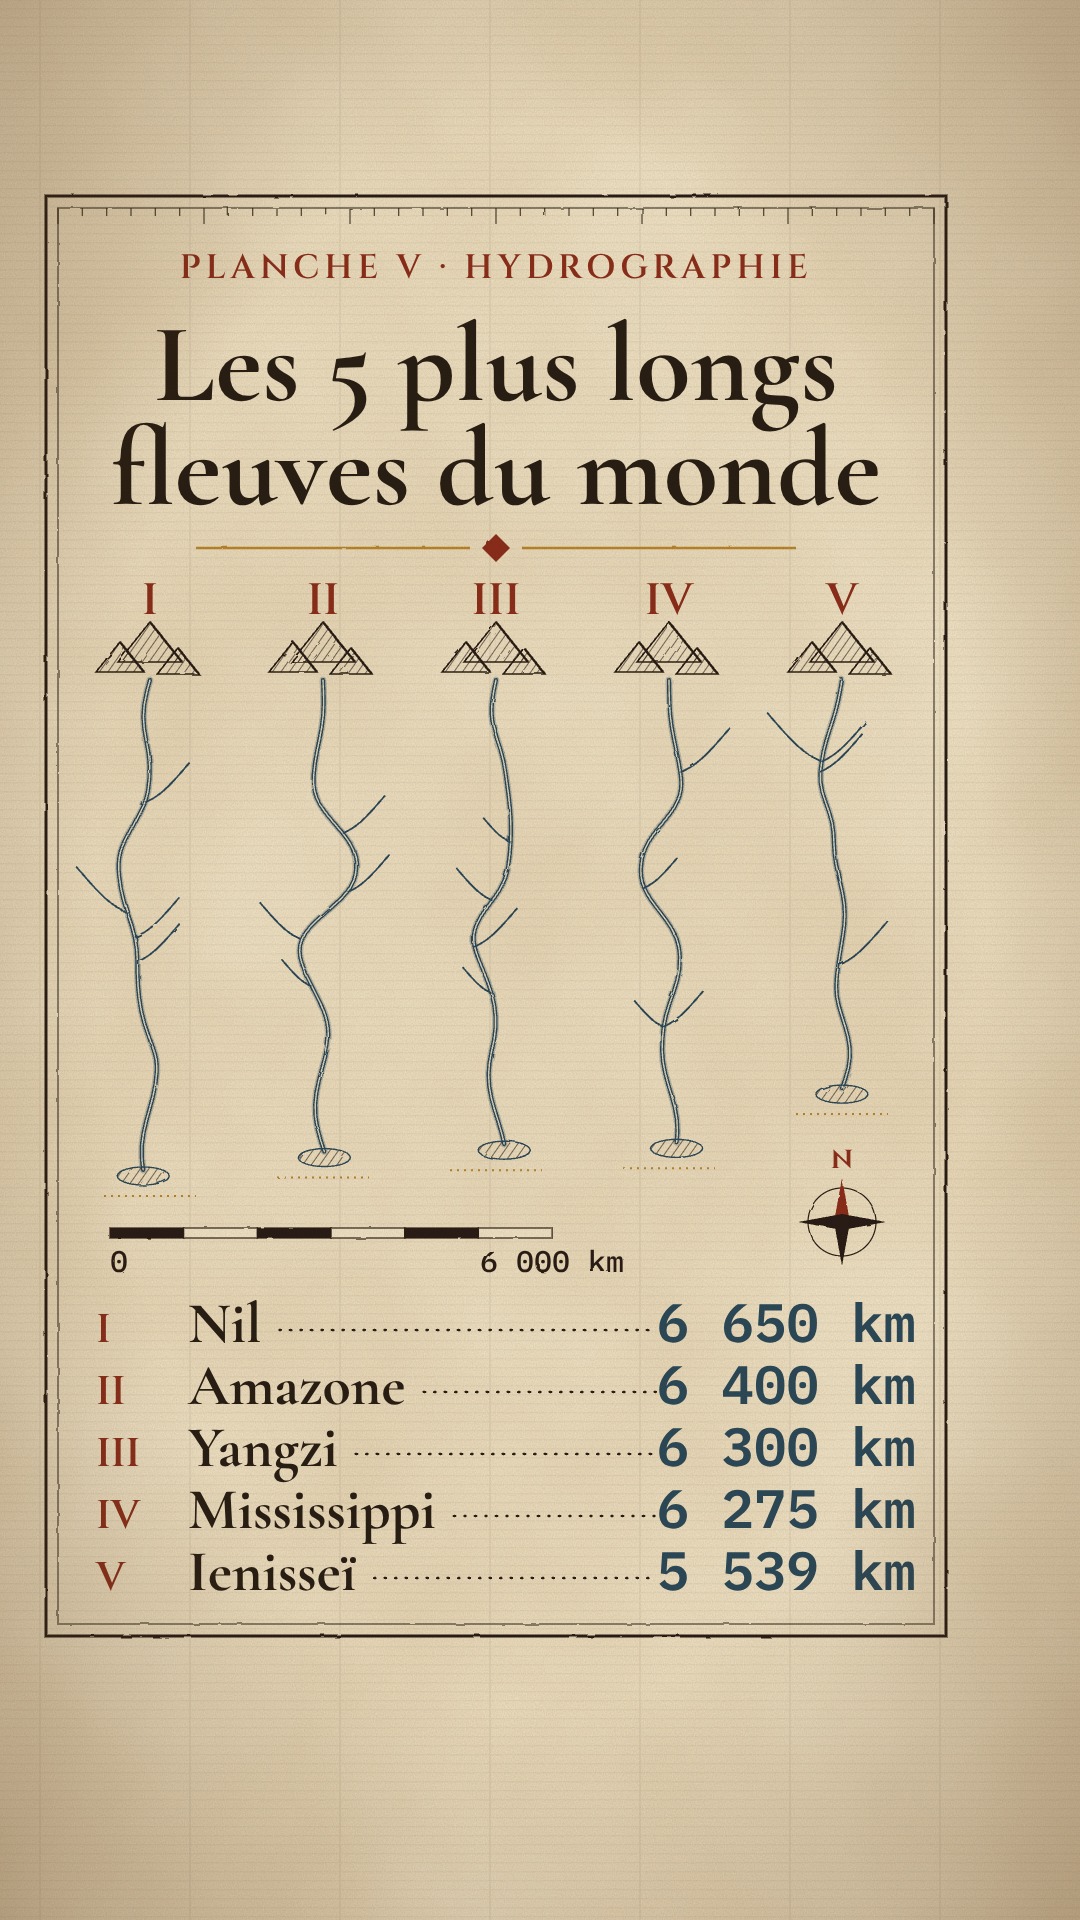 PLANCHE V · HYDROGRAPHIE
Les 5 plus longs
fleuves du monde
I II III IV V
N
0 6 000 km
I Nil 6 650 km
II Amazone 6 400 km
III Yangzi 6 300 km
IV Mississippi 6 275 km
V Ienisseï 5 539 km